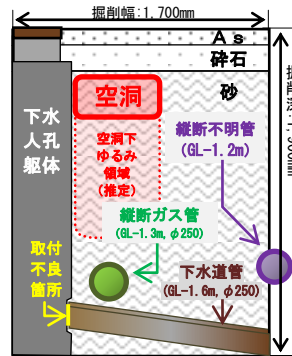 掘削幅:1,700mm
As
砕石
砂
空洞
下水
人孔
躯体
空洞下
ゆるみ
領域
(推定)
縦断不明管
(GL-1.2m)
縦断ガス管
(GL-1.3m, φ250)
取付
不良
箇所
下水道管
(GL-1.6m, φ250)